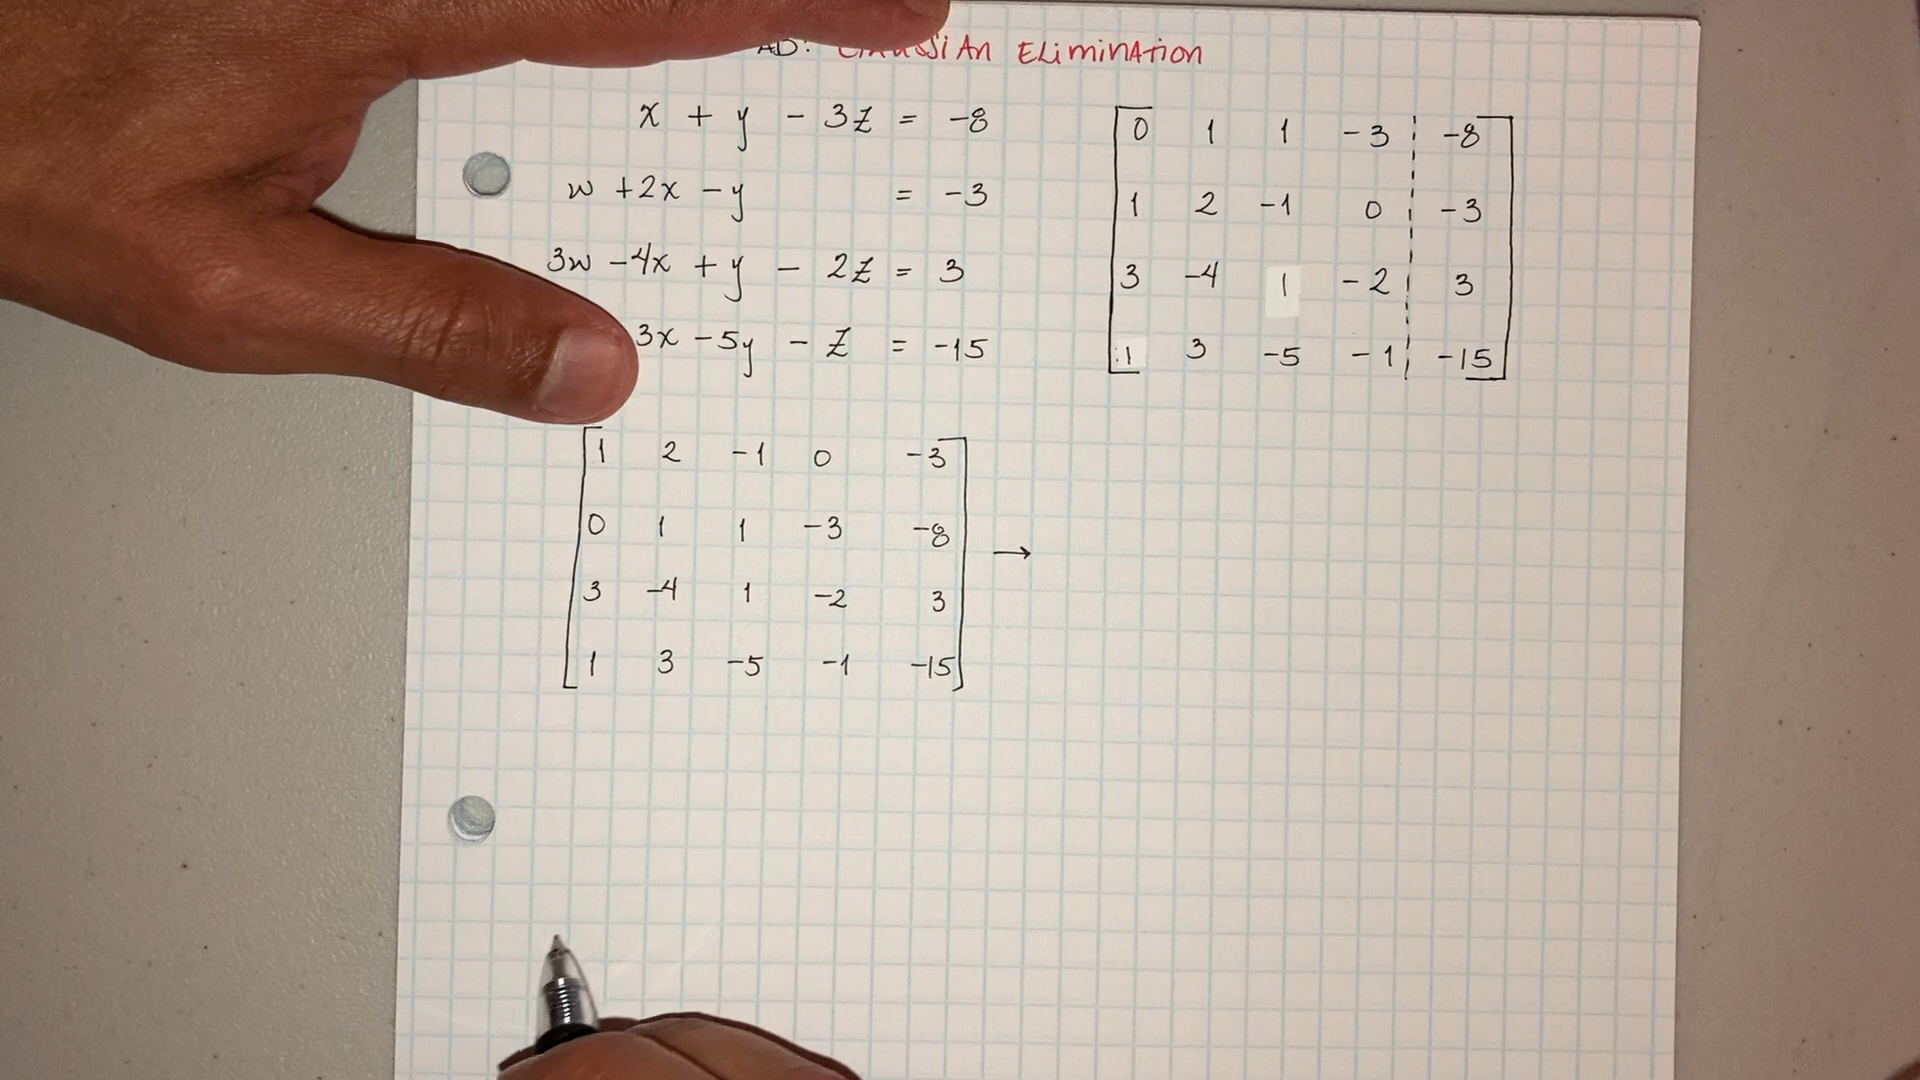 AD: GAUSSIAN ELIMINATION
x + y - 3z = -8
w + 2x - y = -3
3w - 4x + y - 2z = 3
3x - 5y - z = -15
0 1 1 -3 -8
1 2 -1 0 -3
3 -4 1 -2 3
1 3 -5 -1 -15
1 2 -1 0 -3
0 1 1 -3 -8
3 -4 1 -2 3
1 3 -5 -1 -15
→